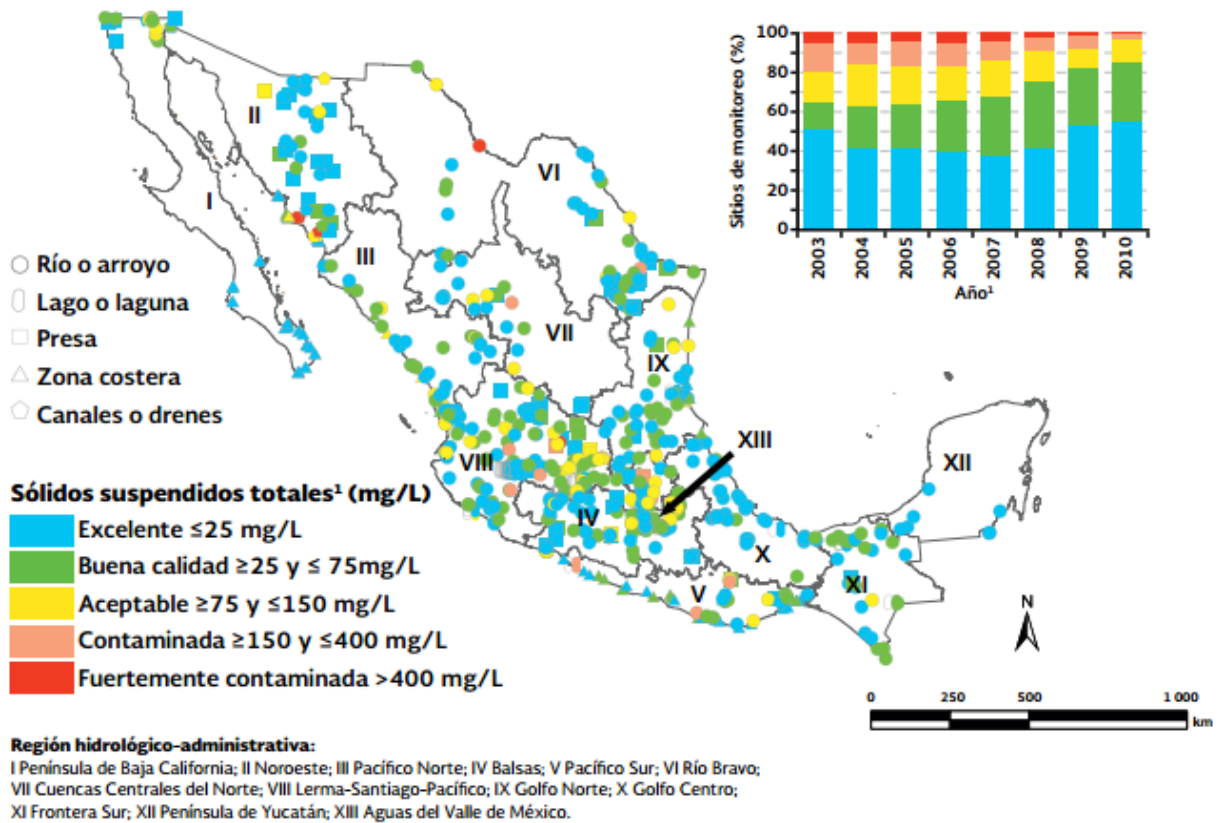 II
I
III
VI
VII
IX
VIII
IV
XIII
X
V
XI
XII
Río o arroyo
Lago o laguna
Presa
Zona costera
Canales o drenes
Sólidos suspendidos totales¹ (mg/L)
Excelente ≤25 mg/L
Buena calidad ≥25 y ≤ 75mg/L
Aceptable ≥75 y ≤150 mg/L
Contaminada ≥150 y ≤400 mg/L
Fuertemente contaminada >400 mg/L
Sitios de monitoreo (%)
100
80
60
40
20
0
2003
2004
2005
2006
2007
2008
2009
2010
Año¹
N
0 250 500 1 000
km
Región hidrológico-administrativa:
I Península de Baja California; II Noroeste; III Pacífico Norte; IV Balsas; V Pacífico Sur; VI Río Bravo;
VII Cuencas Centrales del Norte; VIII Lerma-Santiago-Pacífico; IX Golfo Norte; X Golfo Centro;
XI Frontera Sur; XII Península de Yucatán; XIII Aguas del Valle de México.